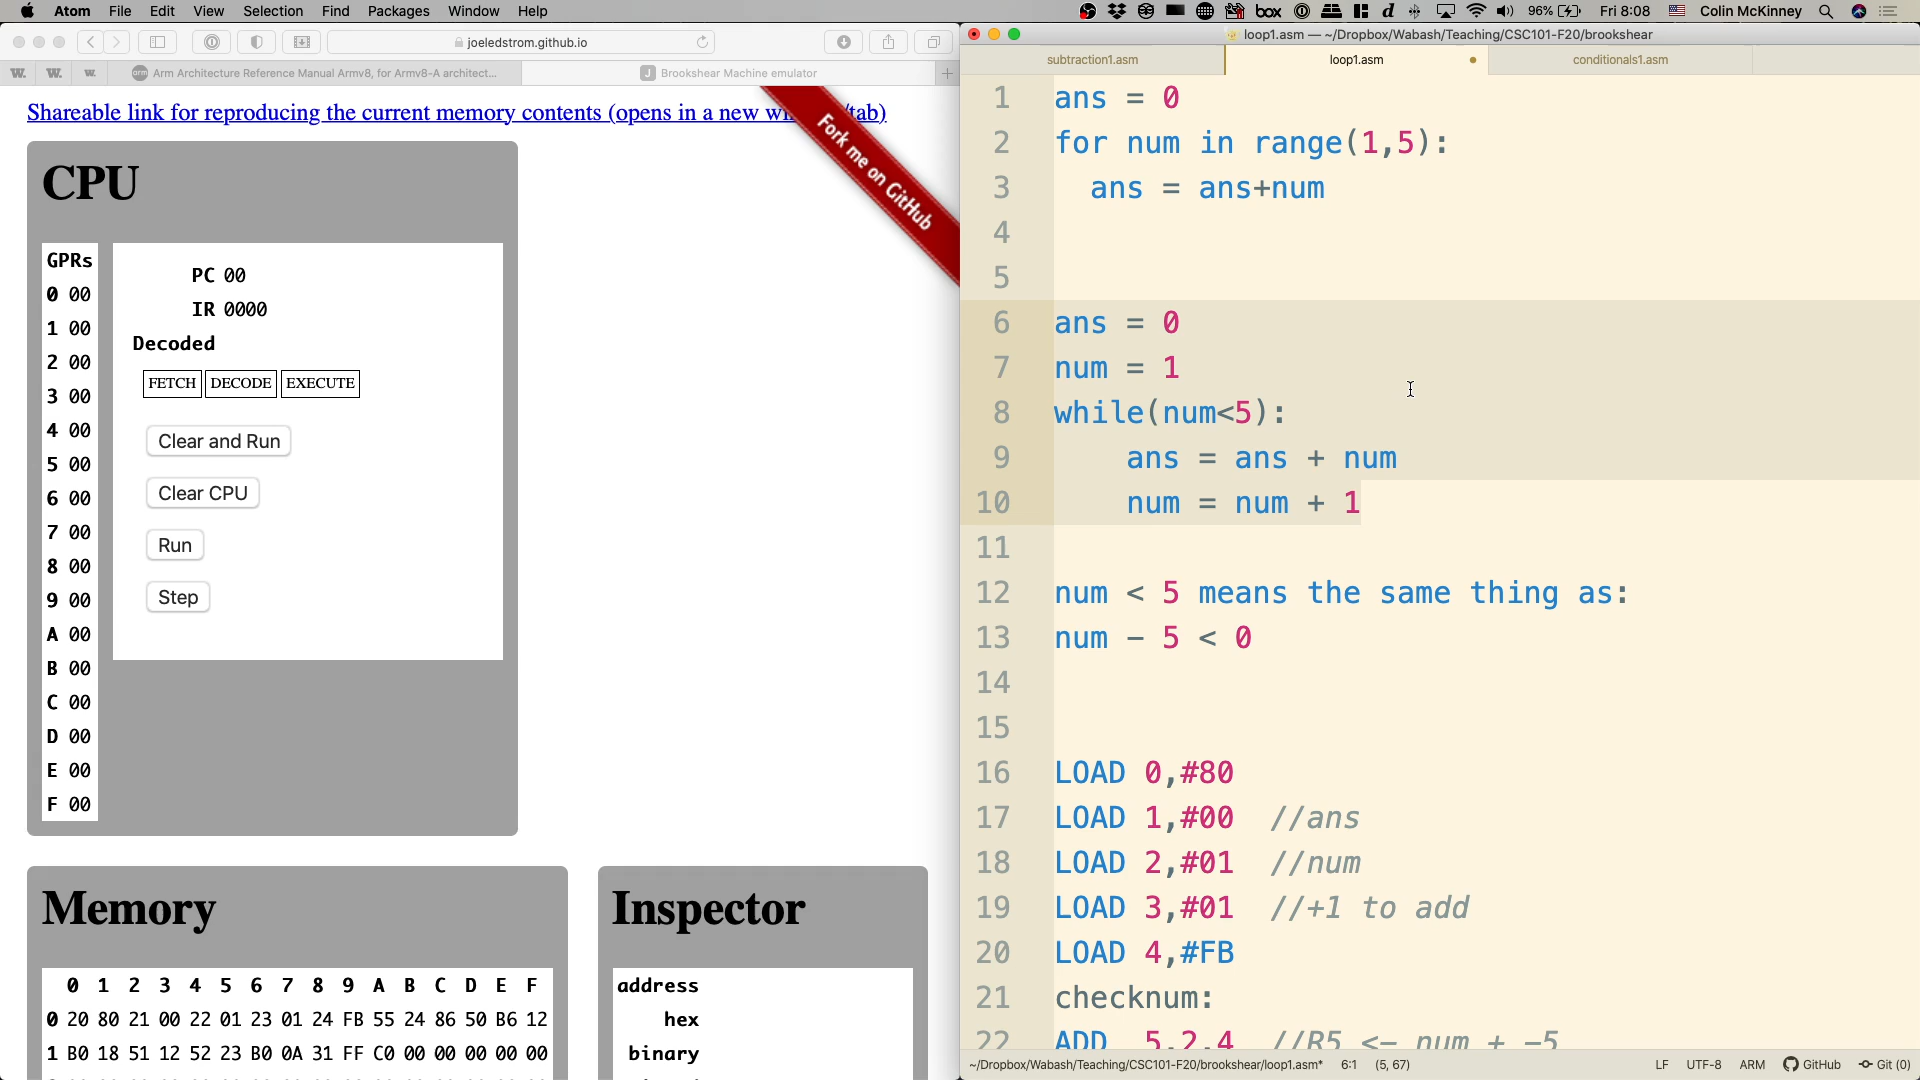 Atom File Edit View Selection Find Packages Window Help
box
96%
Fri 8:08
Colin McKinney
joeledstrom.github.io
W. W. W.
Arm Architecture Reference Manual Armv8, for Armv8-A architect...
Brookshear Machine emulator
Shareable link for reproducing the current memory contents (opens in a new
tab)
Fork me on GitHub
CPU
GPRs
0 00
1 00
2 00
3 00
4 00
5 00
6 00
7 00
8 00
9 00
A 00
B 00
C 00
D 00
E 00
F 00
PC 00
IR 0000
Decoded
FETCH DECODE EXECUTE
Clear and Run
Clear CPU
Run
Step
Memory
0 1 2 3 4 5 6 7 8 9 A B C D E F
0 20 80 21 00 22 01 23 01 24 FB 55 24 86 50 B6 12
1 B0 18 51 12 52 23 B0 0A 31 FF C0 00 00 00 00 00
Inspector
address
hex
binary
loop1.asm — ~/Dropbox/Wabash/Teaching/CSC101-F20/brookshear
subtraction1.asm
loop1.asm
conditionals1.asm
1 ans = 0
2 for num in range(1,5):
3 ans = ans+num
4
5
6 ans = 0
7 num = 1
8 while(num<5):
9 ans = ans + num
10 num = num + 1
11
12 num < 5 means the same thing as:
13 num - 5 < 0
14
15
16 LOAD 0,#80
17 LOAD 1,#00 //ans
18 LOAD 2,#01 //num
19 LOAD 3,#01 //+1 to add
20 LOAD 4,#FB
21 checknum:
22 ADD 5,2,4 //R5 <- num + -5
~/Dropbox/Wabash/Teaching/CSC101-F20/brookshear/loop1.asm* 6:1 (5, 67)
LF UTF-8 ARM GitHub Git (0)